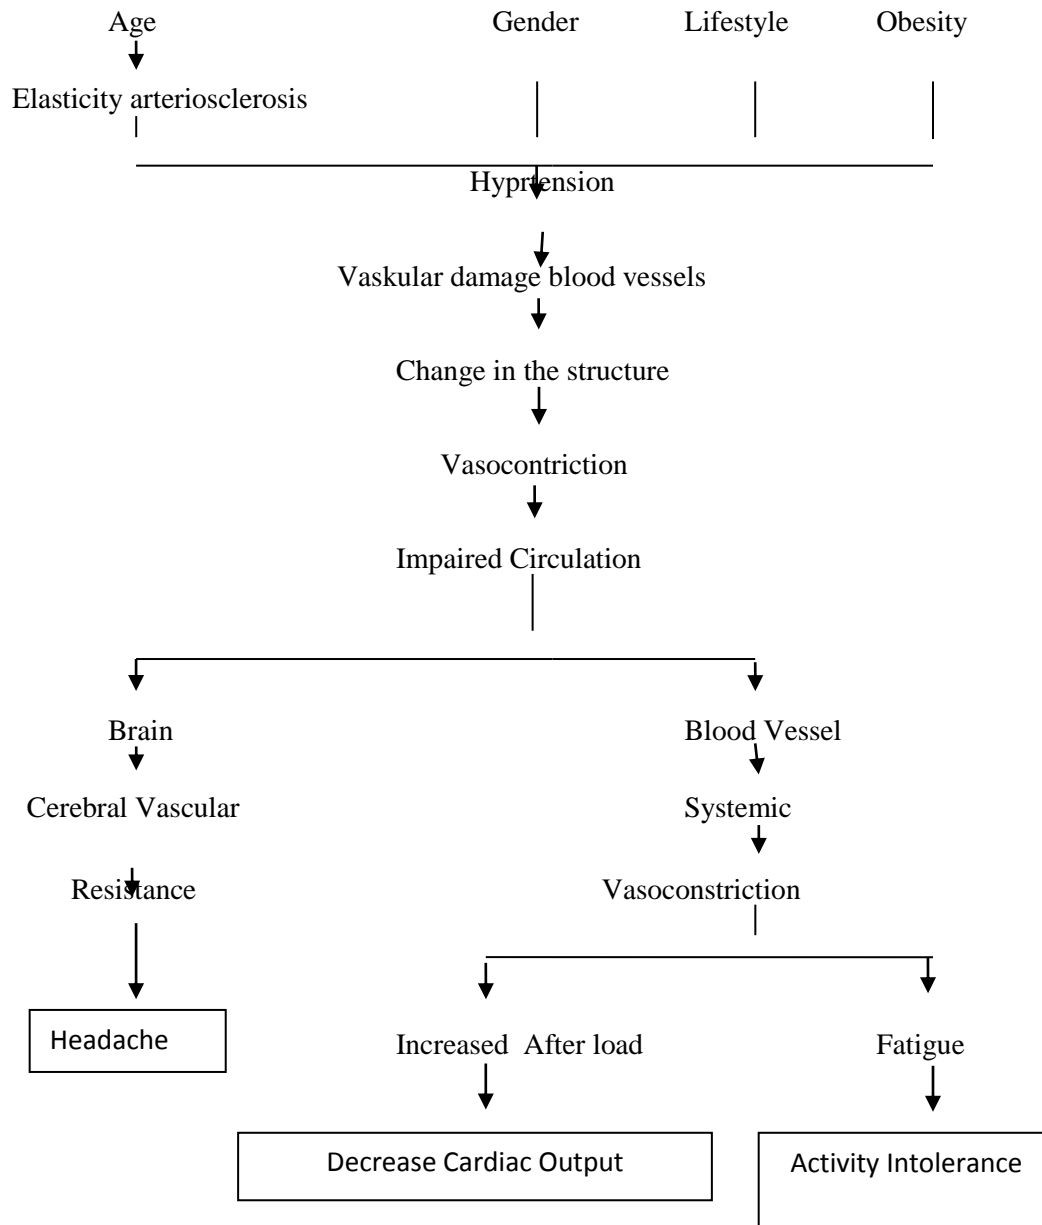 Age Gender Lifestyle Obesity
Elasticity arteriosclerosis
Hyprtension
Vaskular damage blood vessels
Change in the structure
Vasocontriction
Impaired Circulation
Brain Blood Vessel
Cerebral Vascular Systemic
Resistance Vasoconstriction
Headache Increased After load Fatigue
Decrease Cardiac Output Activity Intolerance